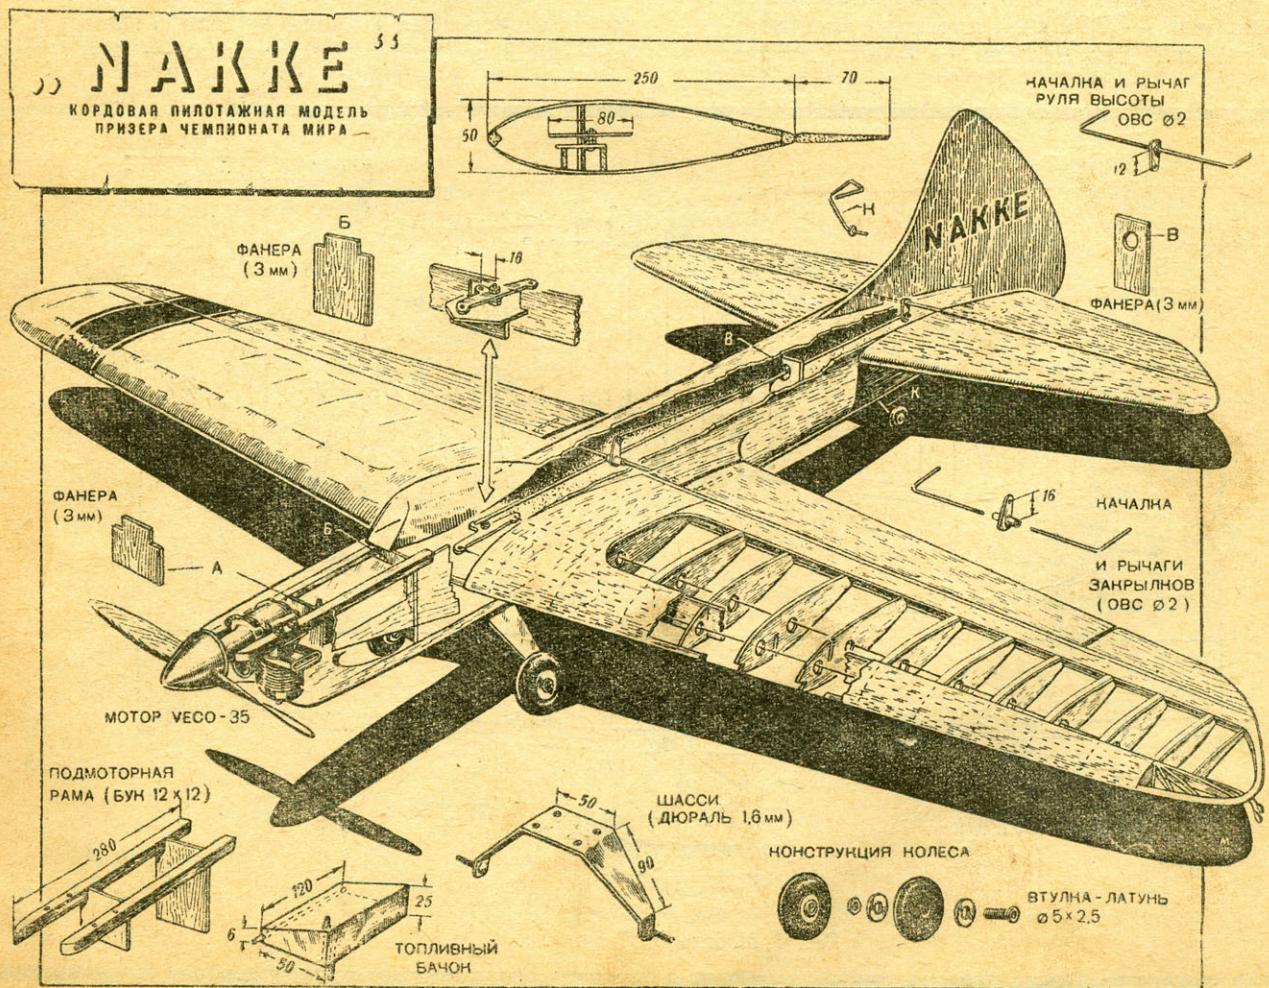 „NAKKE"
КОРДОВАЯ ПИЛОТАЖНАЯ МОДЕЛЬ
ПРИЗЕРА ЧЕМПИОНАТА МИРА
250
70
50
80
КАЧАЛКА И РЫЧАГ
РУЛЯ ВЫСОТЫ
ОВС ø2
12
К
NAKKE
В
ФАНЕРА (3 мм)
Б
ФАНЕРА
(3 мм)
16
В
К
ФАНЕРА
(3 мм)
А
Б
16
КАЧАЛКА
И РЫЧАГИ
ЗАКРЫЛКОВ
(ОВС ø2)
МОТОР VECO-35
ПОДМОТОРНАЯ
РАМА (БУК 12×12)
280
120
25
6
50
ТОПЛИВНЫЙ
БАЧОК
50
90
ШАССИ
(ДЮРАЛЬ 1,6 мм)
КОНСТРУКЦИЯ КОЛЕСА
ВТУЛКА-ЛАТУНЬ
ø5×2,5